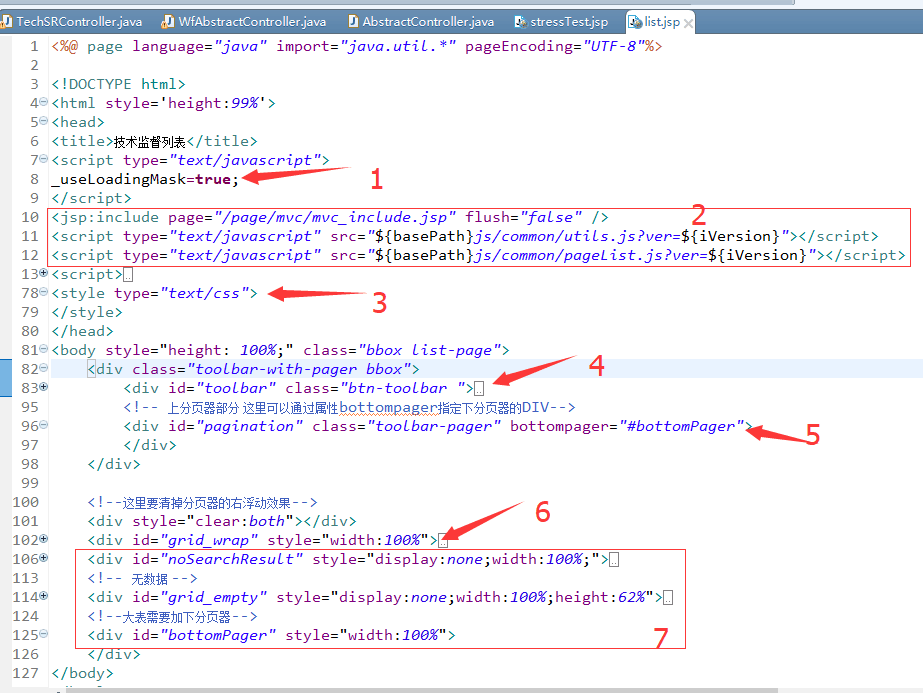 TechSRController.java WfAbstractController.java AbstractController.java stressTest.jsp list.jsp
1 <%@ page language="java" import="java.util.*" pageEncoding="UTF-8"%>
2
3 <!DOCTYPE html>
4 <html style='height:99%'>
5 <head>
6 <title>技术监督列表</title>
7 <script type="text/javascript">
8 _useLoadingMask=true; 1
9 </script>
10 <jsp:include page="/page/mvc/mvc_include.jsp" flush="false" /> 2
11 <script type="text/javascript" src="${basePath}js/common/utils.js?ver=${iVersion}"></script>
12 <script type="text/javascript" src="${basePath}js/common/pageList.js?ver=${iVersion}"></script>
13 <script>
78 <style type="text/css"> 3
79 </style>
80 </head>
81 <body style="height: 100%;" class="bbox list-page">
82 <div class="toolbar-with-pager bbox">
83 <div id="toolbar" class="btn-toolbar "> 4
95 <!-- 上分页器部分 这里可以通过属性bottompager指定下分页器的DIV-->
96 <div id="pagination" class="toolbar-pager" bottompager="#bottomPager"> 5
97 </div>
98 </div>
99
100 <!--这里要清掉分页器的右浮动效果-->
101 <div style="clear:both"></div>
102 <div id="grid_wrap" style="width:100%"> 6
106 <div id="noSearchResult" style="display:none;width:100%;">
113 <!-- 无数据 -->
114 <div id="grid_empty" style="display:none;width:100%;height:62%">
124 <!--大表需要加下分页器-->
125 <div id="bottomPager" style="width:100%"> 7
126 </div>
127 </body>